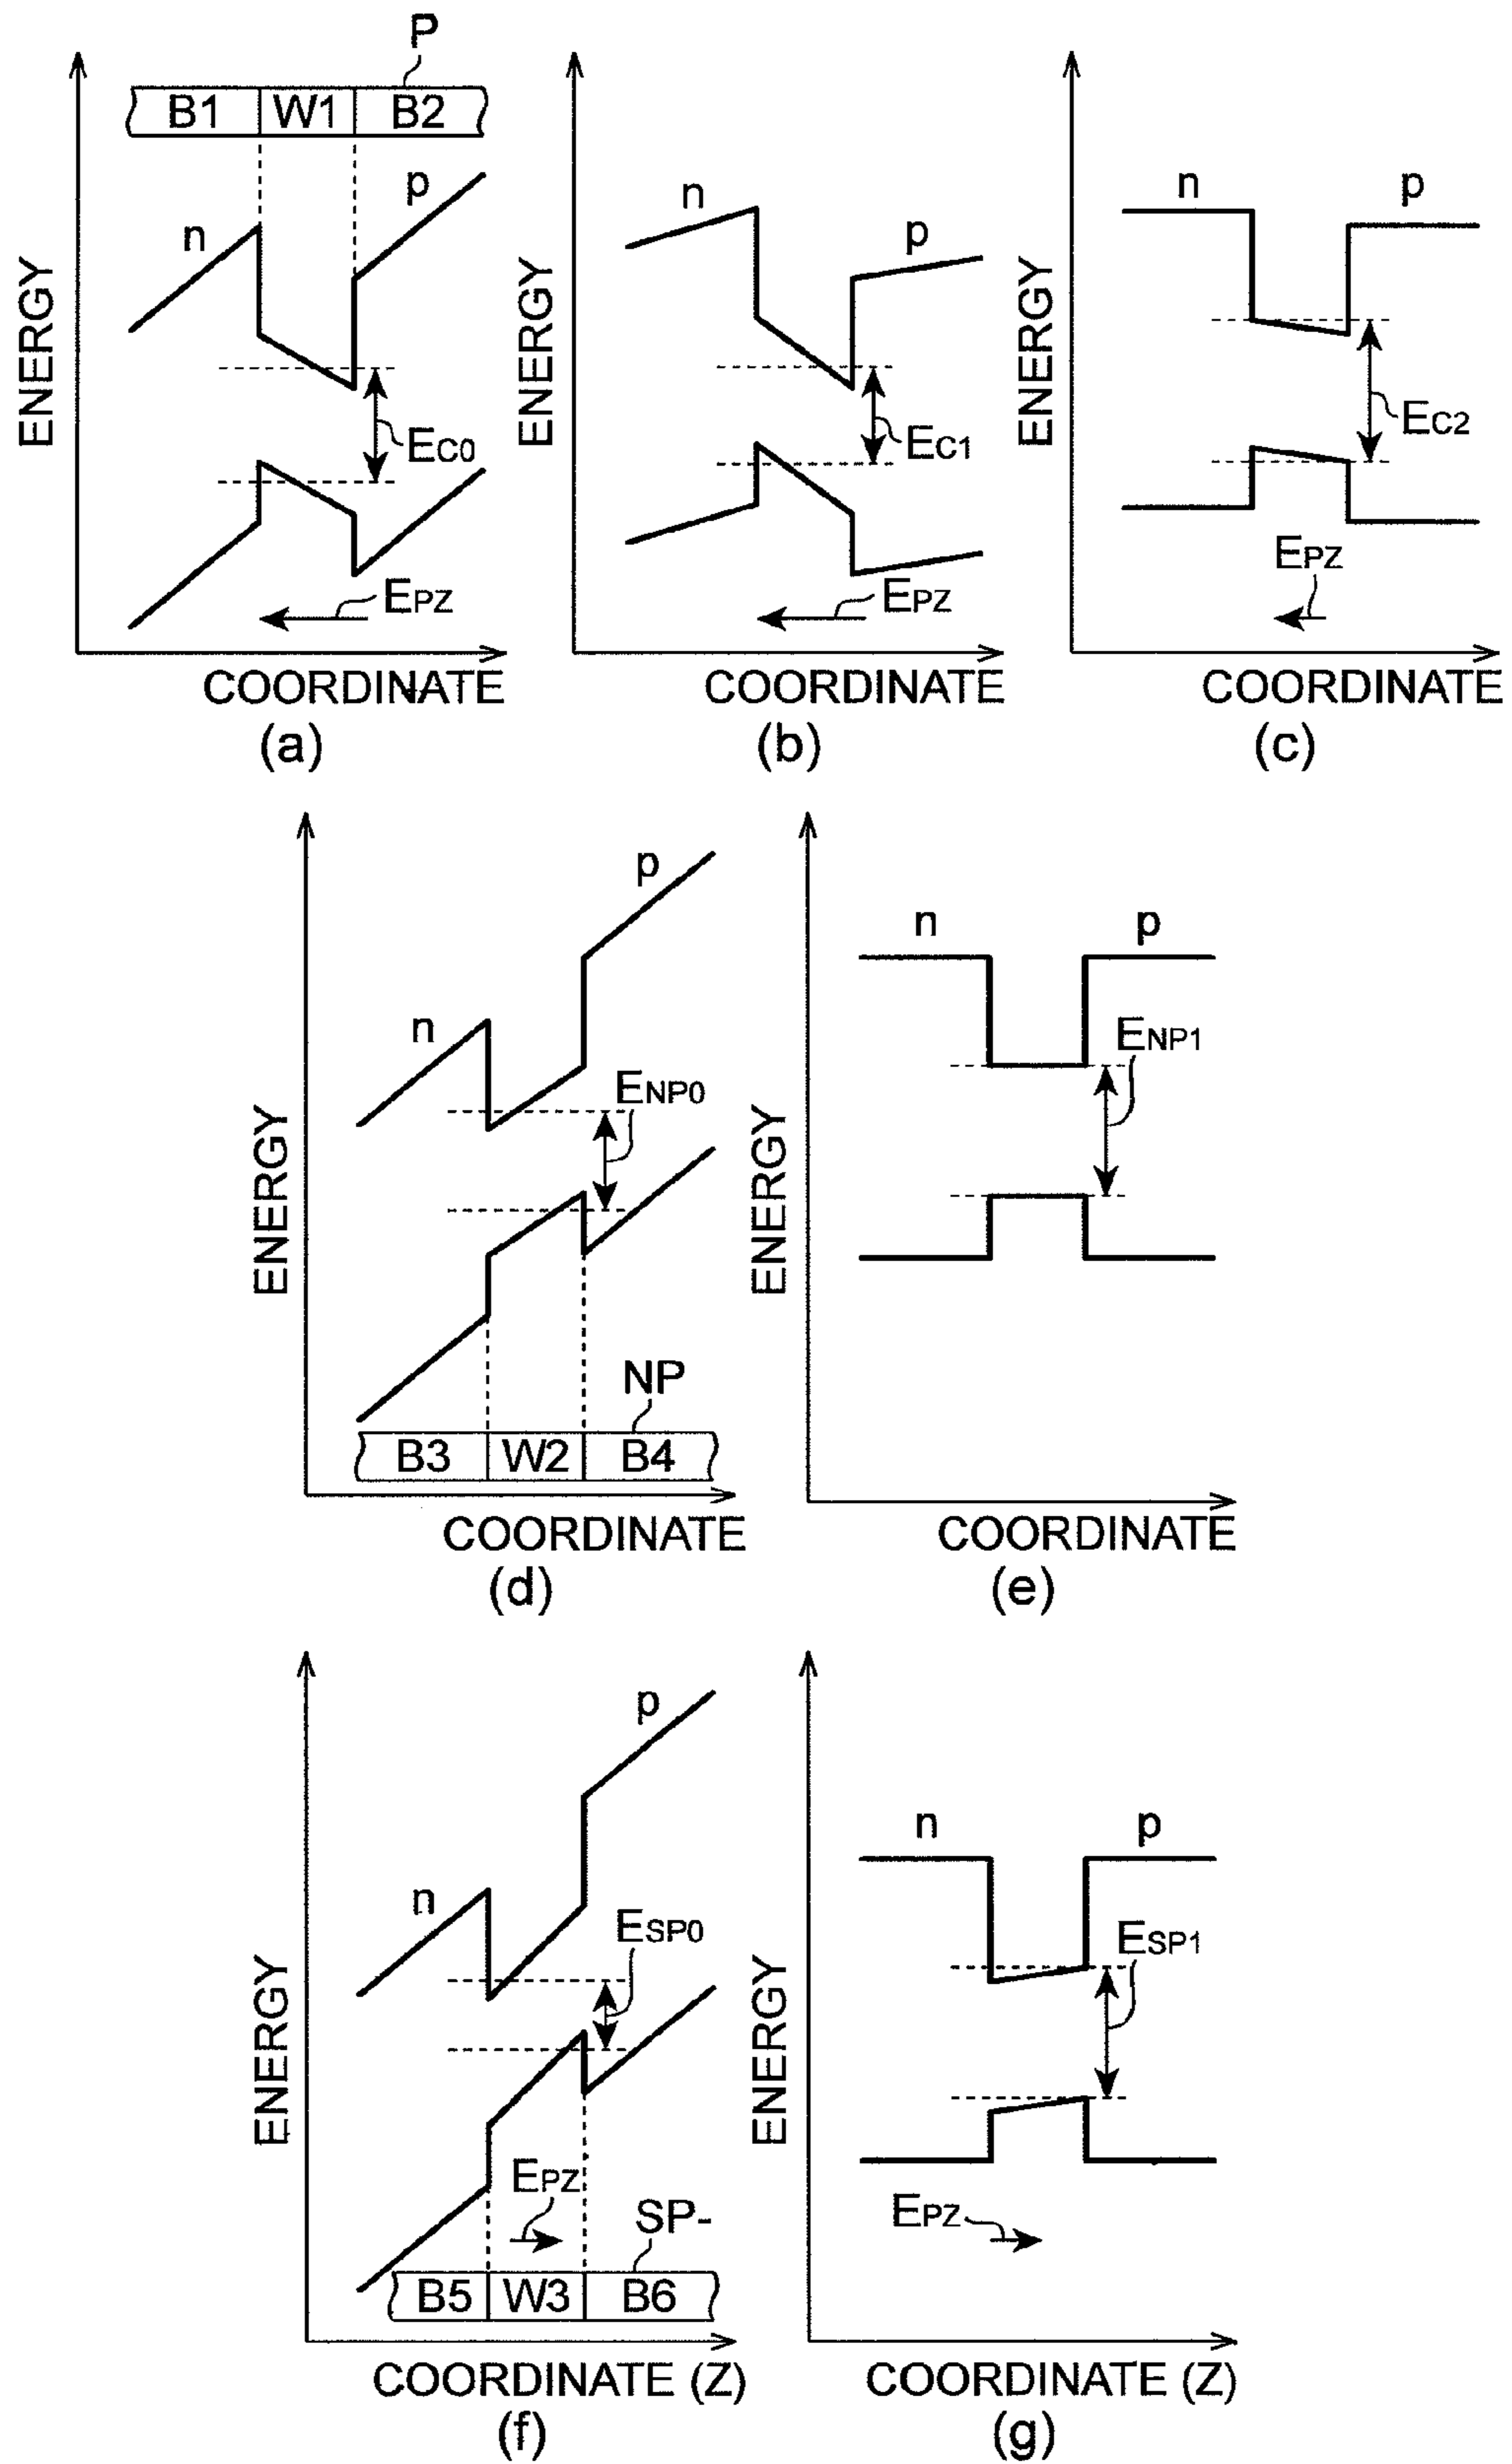 P
B1 W1 B2
n p
ENERGY
EC0
EPZ
COORDINATE
(a)
n p
ENERGY
EC1
EPZ
COORDINATE
(b)
n p
ENERGY
EC2
EPZ
COORDINATE
(c)
p
n
ENP0
ENERGY
NP
B3 W2 B4
COORDINATE
(d)
n p
ENP1
ENERGY
COORDINATE
(e)
p
n
ESP0
ENERGY
EPZ
SP-
B5 W3 B6
COORDINATE (Z)
(f)
n p
ESP1
ENERGY
EPZ
COORDINATE (Z)
(g)